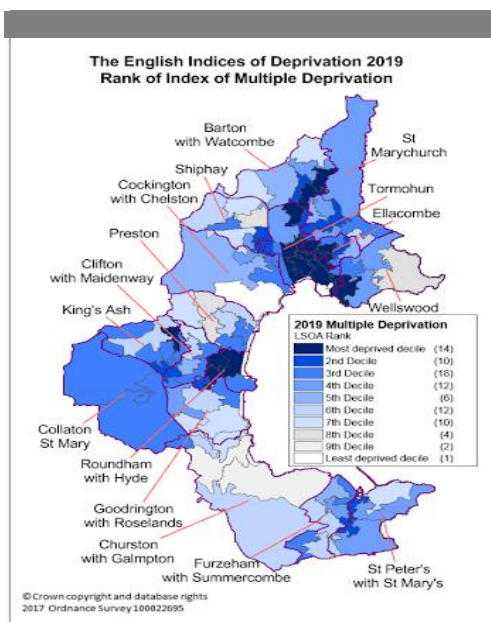 The English Indices of Deprivation 2019
Rank of Index of Multiple Deprivation
Barton
with Watcombe
St
Marychurch
Shiphay
Cockington
with Chelston
Tormohun
Ellacombe
Preston
Clifton
with Maidenway
King's Ash
Wellswood
2019 Multiple Deprivation
LSOA Rank
Most deprived decile (14)
2nd Decile (10)
3rd Decile (18)
4th Decile (12)
5th Decile (6)
6th Decile (12)
7th Decile (10)
8th Decile (4)
9th Decile (2)
Least deprived decile (1)
Collaton
St Mary
Roundham
with Hyde
Goodrington
with Roselands
Churston
with Galmpton
Furzeham
with Summercombe
St Peter's
with St Mary's
©Crown copyright and database rights
2017 Ordnance Survey 100022695